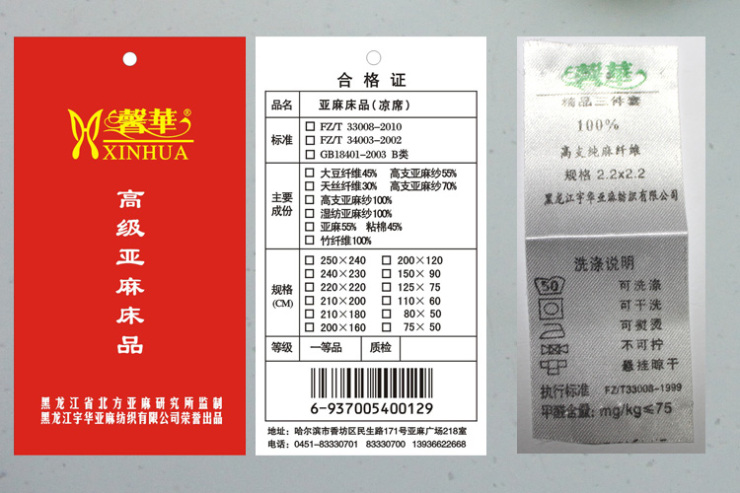 馨華®
XINHUA
高级亚麻床品
黑龙江省北方亚麻研究所监制
黑龙江宇华亚麻纺织有限公司荣誉出品
合格证
品名 亚麻床品(凉席)
标准
□ FZ/T 33008-2010
□ FZ/T 34003-2002
□ GB18401-2003 B类
主要成份
□ 大豆纤维45% 高支亚麻纱55%
□ 天丝纤维30% 高支亚麻纱70%
□ 高支亚麻纱100%
□ 湿纺亚麻纱100%
□ 亚麻55% 粘棉45%
□ 竹纤维100%
规格(CM)
□ 250×240 □ 200×120
□ 240×230 □ 150×90
□ 220×220 □ 125×75
□ 210×200 □ 110×60
□ 210×180 □ 80×50
□ 200×160 □ 75×50
等级 一等品 质检
6-937005400129
地址：哈尔滨市香坊区民生路171号亚麻广场218室
电话：0451-83330701 83330700 13936622668
馨華
精品三件套
100%
高支纯麻纤维
规格 2.2x2.2
黑龙江宇华亚麻纺织有限公司
洗涤说明
50 可洗涤
可干洗
可熨烫
不可拧
悬挂晾干
执行标准 FZ/T33008-1999
甲醛含量: mg/kg≤75